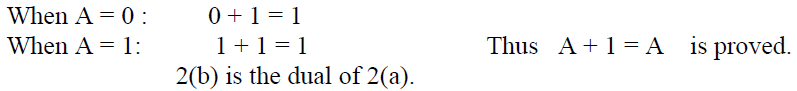 When A = 0 : 0 + 1 = 1
When A = 1: 1 + 1 = 1 Thus A + 1 = A is proved.
2(b) is the dual of 2(a).